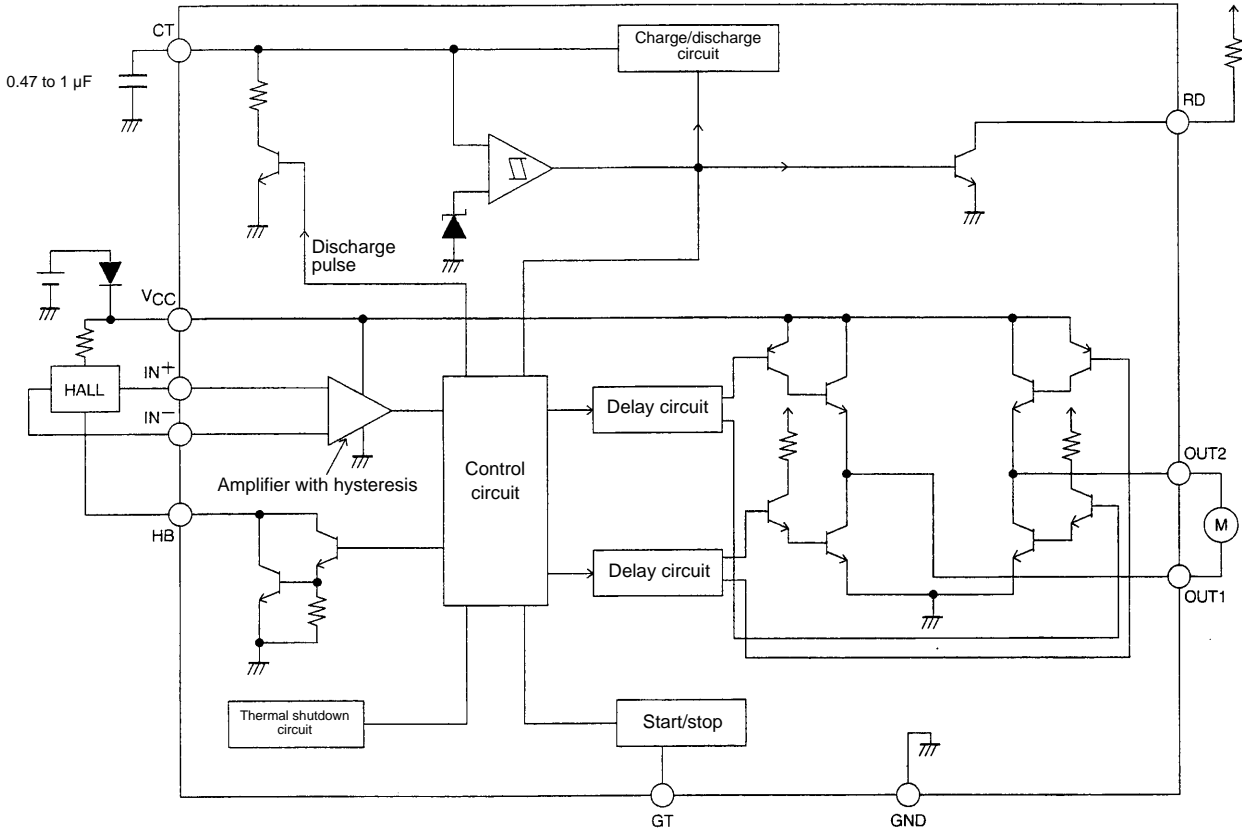 CT
Charge/discharge
circuit
0.47 to 1 µF
RD
Discharge
pulse
VCC
HALL
IN+
IN−
Delay circuit
Amplifier with hysteresis
Control
circuit
OUT2
M
HB
Delay circuit
OUT1
Thermal shutdown
circuit
Start/stop
GT
GND